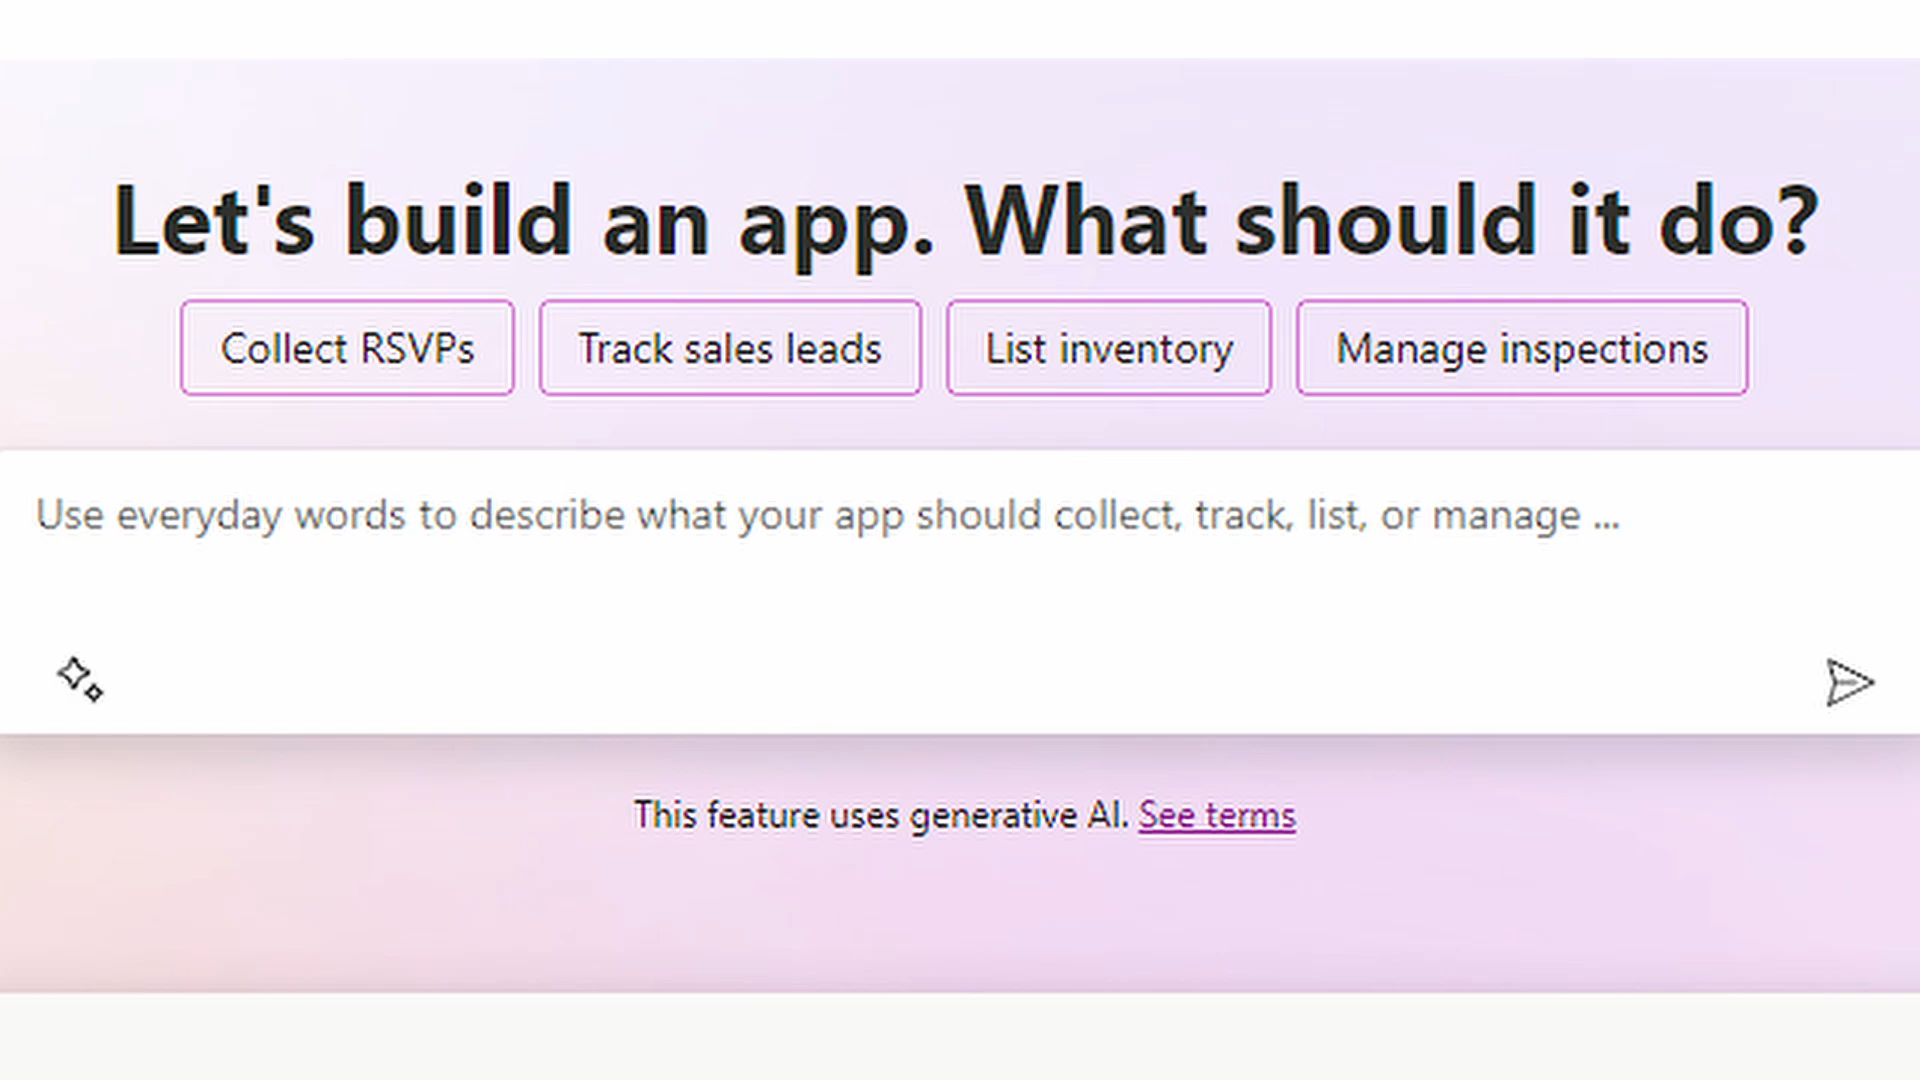 Let's build an app. What should it do?
Collect RSVPs Track sales leads List inventory Manage inspections
Use everyday words to describe what your app should collect, track, list, or manage ...
This feature uses generative AI. See terms